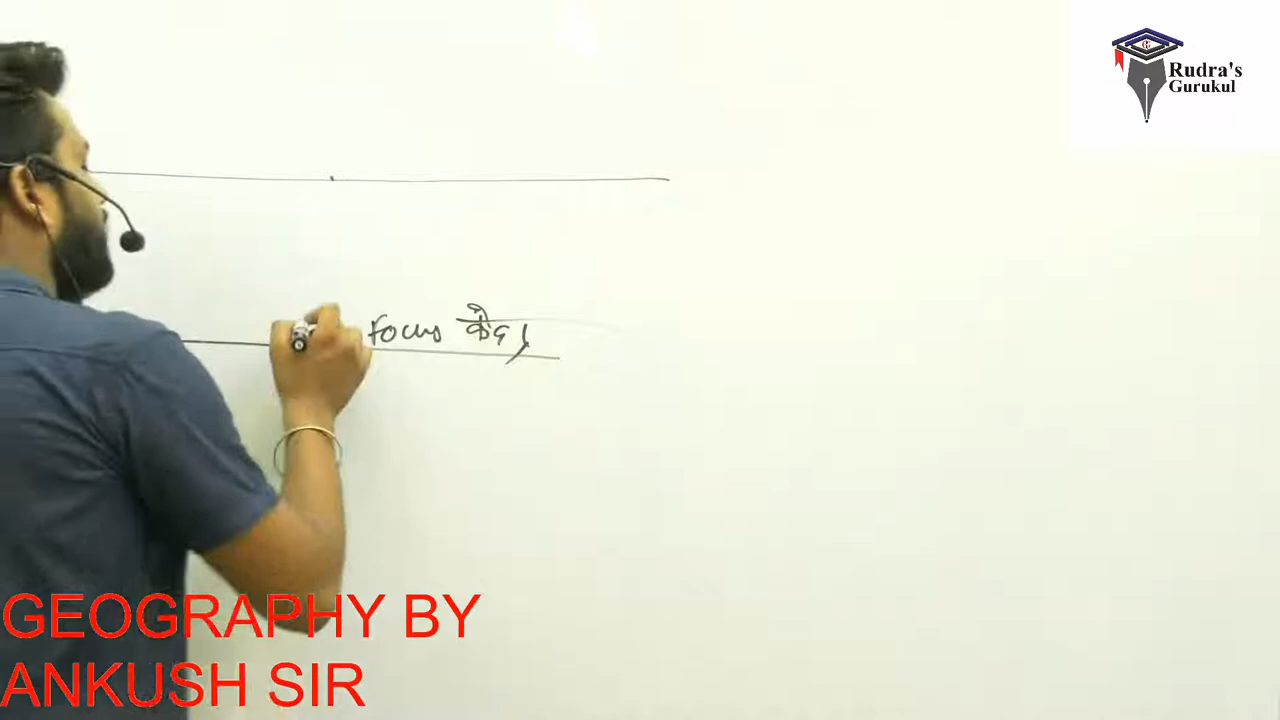 Rudra's
Gurukul
Focus केंद्र
GEOGRAPHY BY
ANKUSH SIR